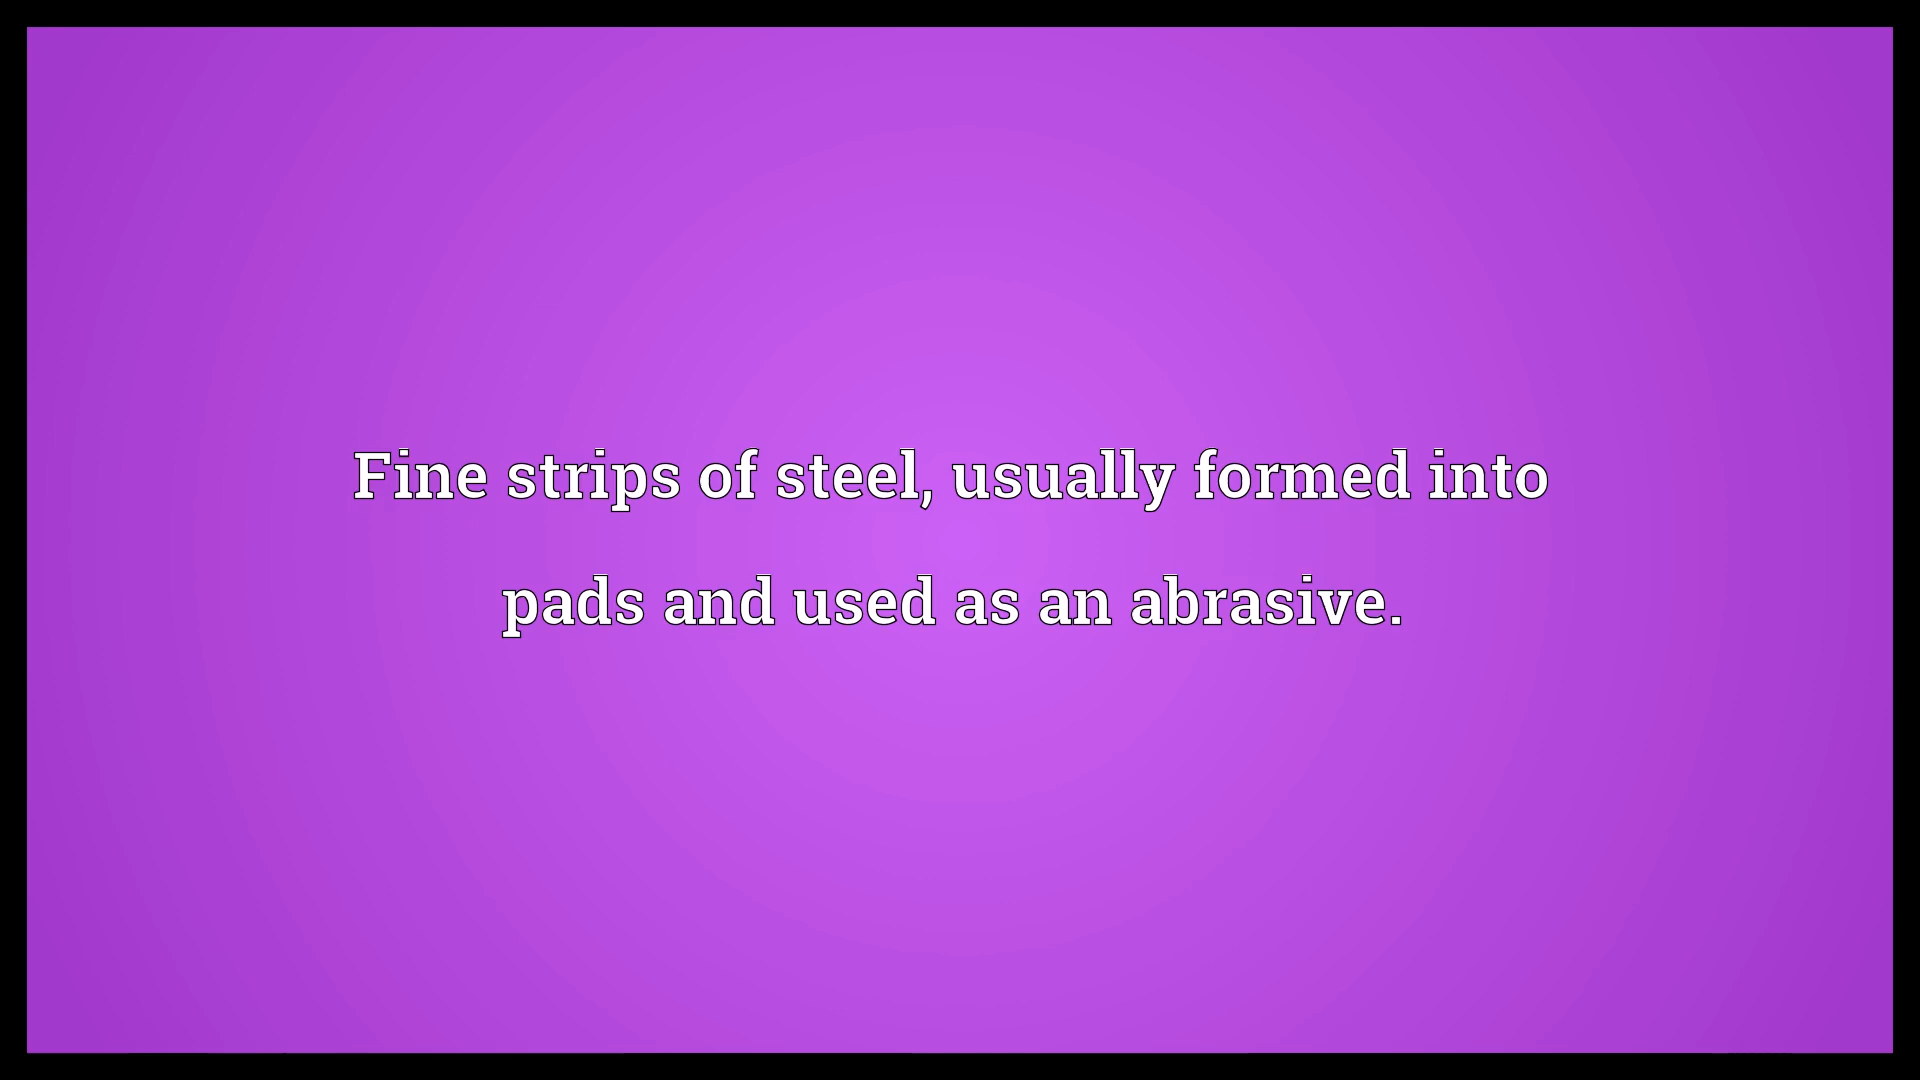 Fine strips of steel, usually formed into
pads and used as an abrasive.